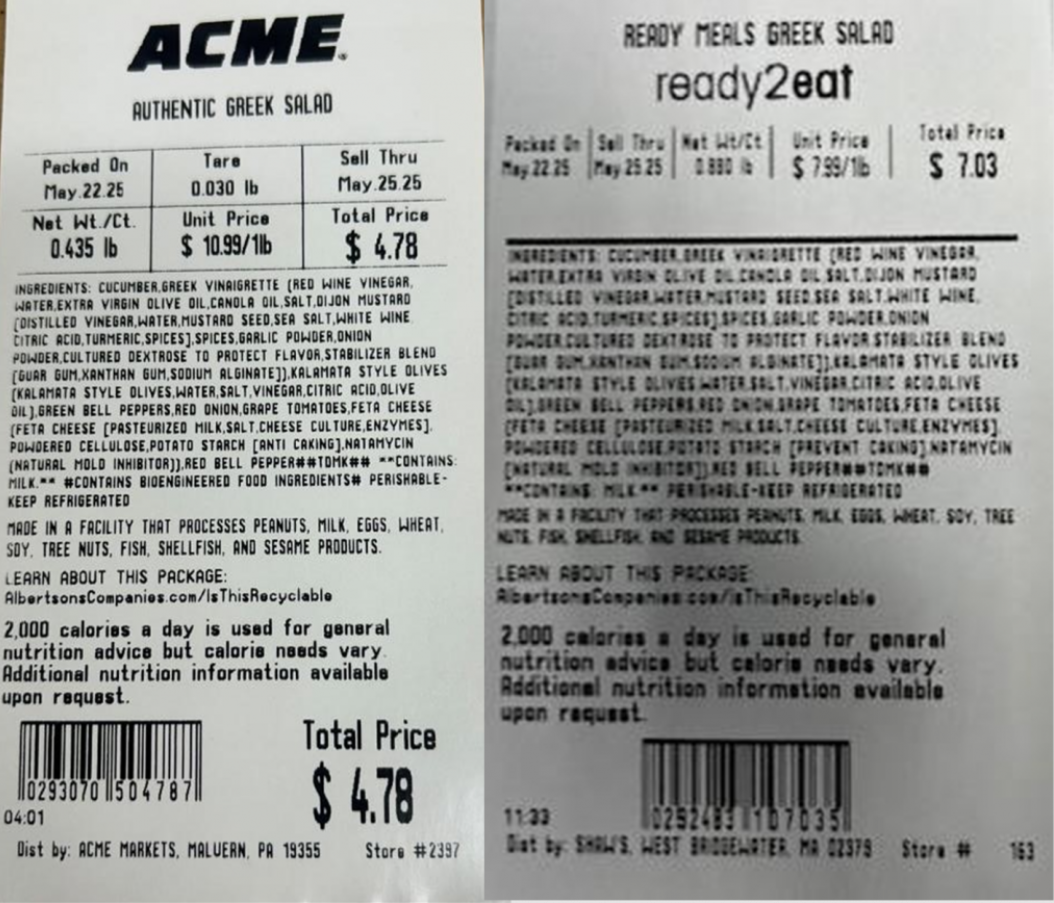 ACME®
AUTHENTIC GREEK SALAD
Packed On
May.22.25
Tare
0.030 lb
Sell Thru
May.25.25
Net Wt./Ct.
0.435 lb
Unit Price
$ 10.99/1lb
Total Price
$ 4.78
INGREDIENTS: CUCUMBER,GREEK VINAIGRETTE (RED WINE VINEGAR,
WATER,EXTRA VIRGIN OLIVE OIL,CANOLA OIL,SALT,DIJON MUSTARD
[DISTILLED VINEGAR,WATER,MUSTARD SEED,SEA SALT,WHITE WINE,
CITRIC ACID,TURMERIC,SPICES],SPICES,GARLIC POWDER,ONION
POWDER,CULTURED DEXTROSE TO PROTECT FLAVOR,STABILIZER BLEND
[GUAR GUM,XANTHAN GUM,SODIUM ALGINATE]),KALAMATA STYLE OLIVES
(KALAMATA STYLE OLIVES,WATER,SALT,VINEGAR,CITRIC ACID,OLIVE
OIL),GREEN BELL PEPPERS,RED ONION,GRAPE TOMATOES,FETA CHEESE
(FETA CHEESE [PASTEURIZED MILK,SALT,CHEESE CULTURE,ENZYMES],
POWDERED CELLULOSE,POTATO STARCH [ANTI CAKING],NATAMYCIN
(NATURAL MOLD INHIBITOR)),RED BELL PEPPER##TDMK## **CONTAINS:
MILK.** #CONTAINS BIOENGINEERED FOOD INGREDIENTS# PERISHABLE-
KEEP REFRIGERATED
MADE IN A FACILITY THAT PROCESSES PEANUTS, MILK, EGGS, WHEAT,
SOY, TREE NUTS, FISH, SHELLFISH, AND SESAME PRODUCTS.
LEARN ABOUT THIS PACKAGE:
AlbertsonsCompanies.com/IsThisRecyclable
2,000 calories a day is used for general
nutrition advice but calorie needs vary.
Additional nutrition information available
upon request.
0293070 504787
Total Price
$ 4.78
04:01
Dist by: ACME MARKETS, MALVERN, PA 19355 Store #2397
READY MEALS GREEK SALAD
ready2eat
Packed On
May.22.25
Sell Thru
May.25.25
Net Wt/Ct
0.880 lb
Unit Price
$ 7.99/1lb
Total Price
$ 7.03
INGREDIENTS: CUCUMBER,GREEK VINAIGRETTE (RED WINE VINEGAR,
WATER,EXTRA VIRGIN OLIVE OIL,CANOLA OIL,SALT,DIJON MUSTARD
[DISTILLED VINEGAR,WATER,MUSTARD SEED,SEA SALT,WHITE WINE,
CITRIC ACID,TURMERIC,SPICES],SPICES,GARLIC POWDER,ONION
POWDER,CULTURED DEXTROSE TO PROTECT FLAVOR,STABILIZER BLEND
[GUAR GUM,XANTHAN GUM,SODIUM ALGINATE]),KALAMATA STYLE OLIVES
(KALAMATA STYLE OLIVES,WATER,SALT,VINEGAR,CITRIC ACID,OLIVE
OIL),GREEN BELL PEPPERS,RED ONION,GRAPE TOMATOES,FETA CHEESE
(FETA CHEESE [PASTEURIZED MILK,SALT,CHEESE CULTURE,ENZYMES],
POWDERED CELLULOSE,POTATO STARCH [PREVENT CAKING],NATAMYCIN
(NATURAL MOLD INHIBITOR)),RED BELL PEPPER##TDMK##
**CONTAINS: MILK.** PERISHABLE-KEEP REFRIGERATED
MADE IN A FACILITY THAT PROCESSES PEANUTS, MILK, EGGS, WHEAT, SOY, TREE
NUTS, FISH, SHELLFISH, AND SESAME PRODUCTS.
LEARN ABOUT THIS PACKAGE:
AlbertsonsCompanies.com/IsThisRecyclable
2,000 calories a day is used for general
nutrition advice but calorie needs vary.
Additional nutrition information available
upon request.
0292483 107035
11:33
Dist by: SHAW'S, WEST BRIDGEWATER, MA 02379 Store # 163